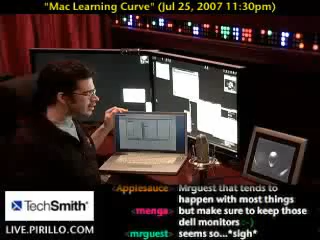 "Mac Learning Curve" (Jul 25, 2007 11:30pm)
<Applesauce> Mrguest that tends to
happen with most things
<menga> but make sure to keep those
dell monitors :-)
<mrguest> seems so...*sigh*
TechSmith
LIVE.PIRILLO.COM